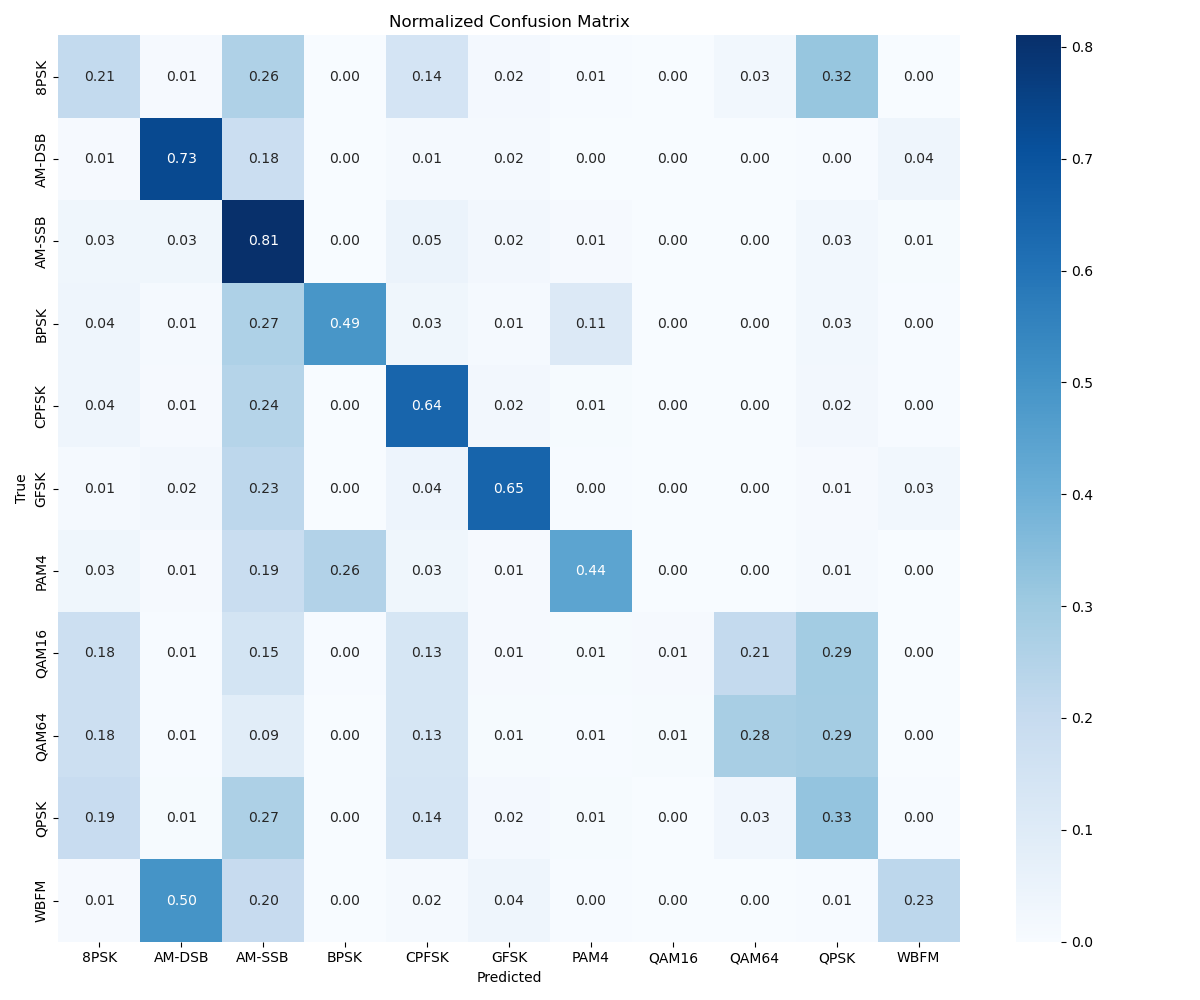 Normalized Confusion Matrix
8PSK 0.21 0.01 0.26 0.00 0.14 0.02 0.01 0.00 0.03 0.32 0.00
AM-DSB 0.01 0.73 0.18 0.00 0.01 0.02 0.00 0.00 0.00 0.00 0.04
AM-SSB 0.03 0.03 0.81 0.00 0.05 0.02 0.01 0.00 0.00 0.03 0.01
BPSK 0.04 0.01 0.27 0.49 0.03 0.01 0.11 0.00 0.00 0.03 0.00
CPFSK 0.04 0.01 0.24 0.00 0.64 0.02 0.01 0.00 0.00 0.02 0.00
True
GFSK 0.01 0.02 0.23 0.00 0.04 0.65 0.00 0.00 0.00 0.01 0.03
PAM4 0.03 0.01 0.19 0.26 0.03 0.01 0.44 0.00 0.00 0.01 0.00
QAM16 0.18 0.01 0.15 0.00 0.13 0.01 0.01 0.01 0.21 0.29 0.00
QAM64 0.18 0.01 0.09 0.00 0.13 0.01 0.01 0.01 0.28 0.29 0.00
QPSK 0.19 0.01 0.27 0.00 0.14 0.02 0.01 0.00 0.03 0.33 0.00
WBFM 0.01 0.50 0.20 0.00 0.02 0.04 0.00 0.00 0.00 0.01 0.23
8PSK AM-DSB AM-SSB BPSK CPFSK GFSK PAM4 QAM16 QAM64 QPSK WBFM
Predicted
0.8
0.7
0.6
0.5
0.4
0.3
0.2
0.1
0.0